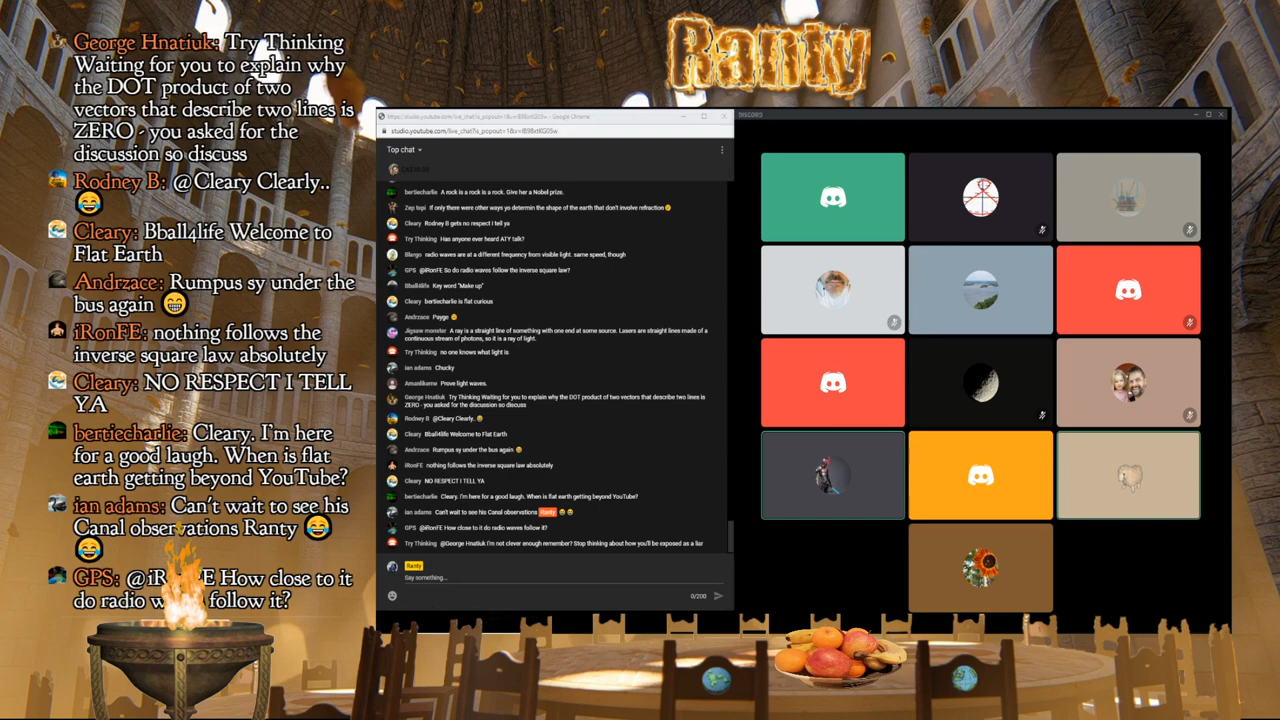 George Hnatiuk: Try Thinking
Waiting for you to explain why
the DOT product of two
vectors that describe two lines is
ZERO - you asked for the
discussion so discuss
Rodney B: @Cleary Clearly..
Cleary: Bball4life Welcome to
Flat Earth
Andrzace: Rumpus sy under the
bus again
iRonFE: nothing follows the
inverse square law absolutely
Cleary: NO RESPECT I TELL
YA
bertiecharlie: Cleary. I'm here
for a good laugh. When is flat
earth getting beyond YouTube?
ian adams: Can't wait to see his
Canal observations Ranty
GPS: @iR FE How close to it
do radio w follow it?
Ranty
studio.youtube.com/live_chat?is_popout=1&v=IB98xtKG05w
Top chat
bertiecharlie A rock is a rock is a rock. Give her a Nobel prize.
Zep tepi If only there were other ways yo determin the shape of the earth that don't involve refraction
Cleary Rodney B gets no respect I tell ya
Try Thinking Has anyone ever heard ATY talk?
Blargo radio waves are at a different frequency from visible light. same speed, though
GPS @iRonFE So do radio waves follow the inverse square law?
Bball4life Key word "Make up"
Cleary bertiecharlie is flat curious
Andrzace Payge
Jigsaw monster A ray is a straight line of something with one end at some source. Lasers are straight lines made of a
continuous stream of photons, so it is a ray of light.
Try Thinking no one knows what light is
ian adams Chucky
Amanlikeme Prove light waves.
George Hnatiuk Try Thinking Waiting for you to explain why the DOT product of two vectors that describe two lines is
ZERO - you asked for the discussion so discuss
Rodney B @Cleary Clearly..
Cleary Bball4life Welcome to Flat Earth
Andrzace Rumpus sy under the bus again
iRonFE nothing follows the inverse square law absolutely
Cleary NO RESPECT I TELL YA
bertiecharlie Cleary. I'm here for a good laugh. When is flat earth getting beyond YouTube?
ian adams Can't wait to see his Canal observations Ranty
GPS @iRonFE How close to it do radio waves follow it?
Try Thinking @George Hnatiuk I'm not clever enough remember? Stop thinking about how you'll be exposed as a liar
Ranty
Say something...
0/200
DISCORD